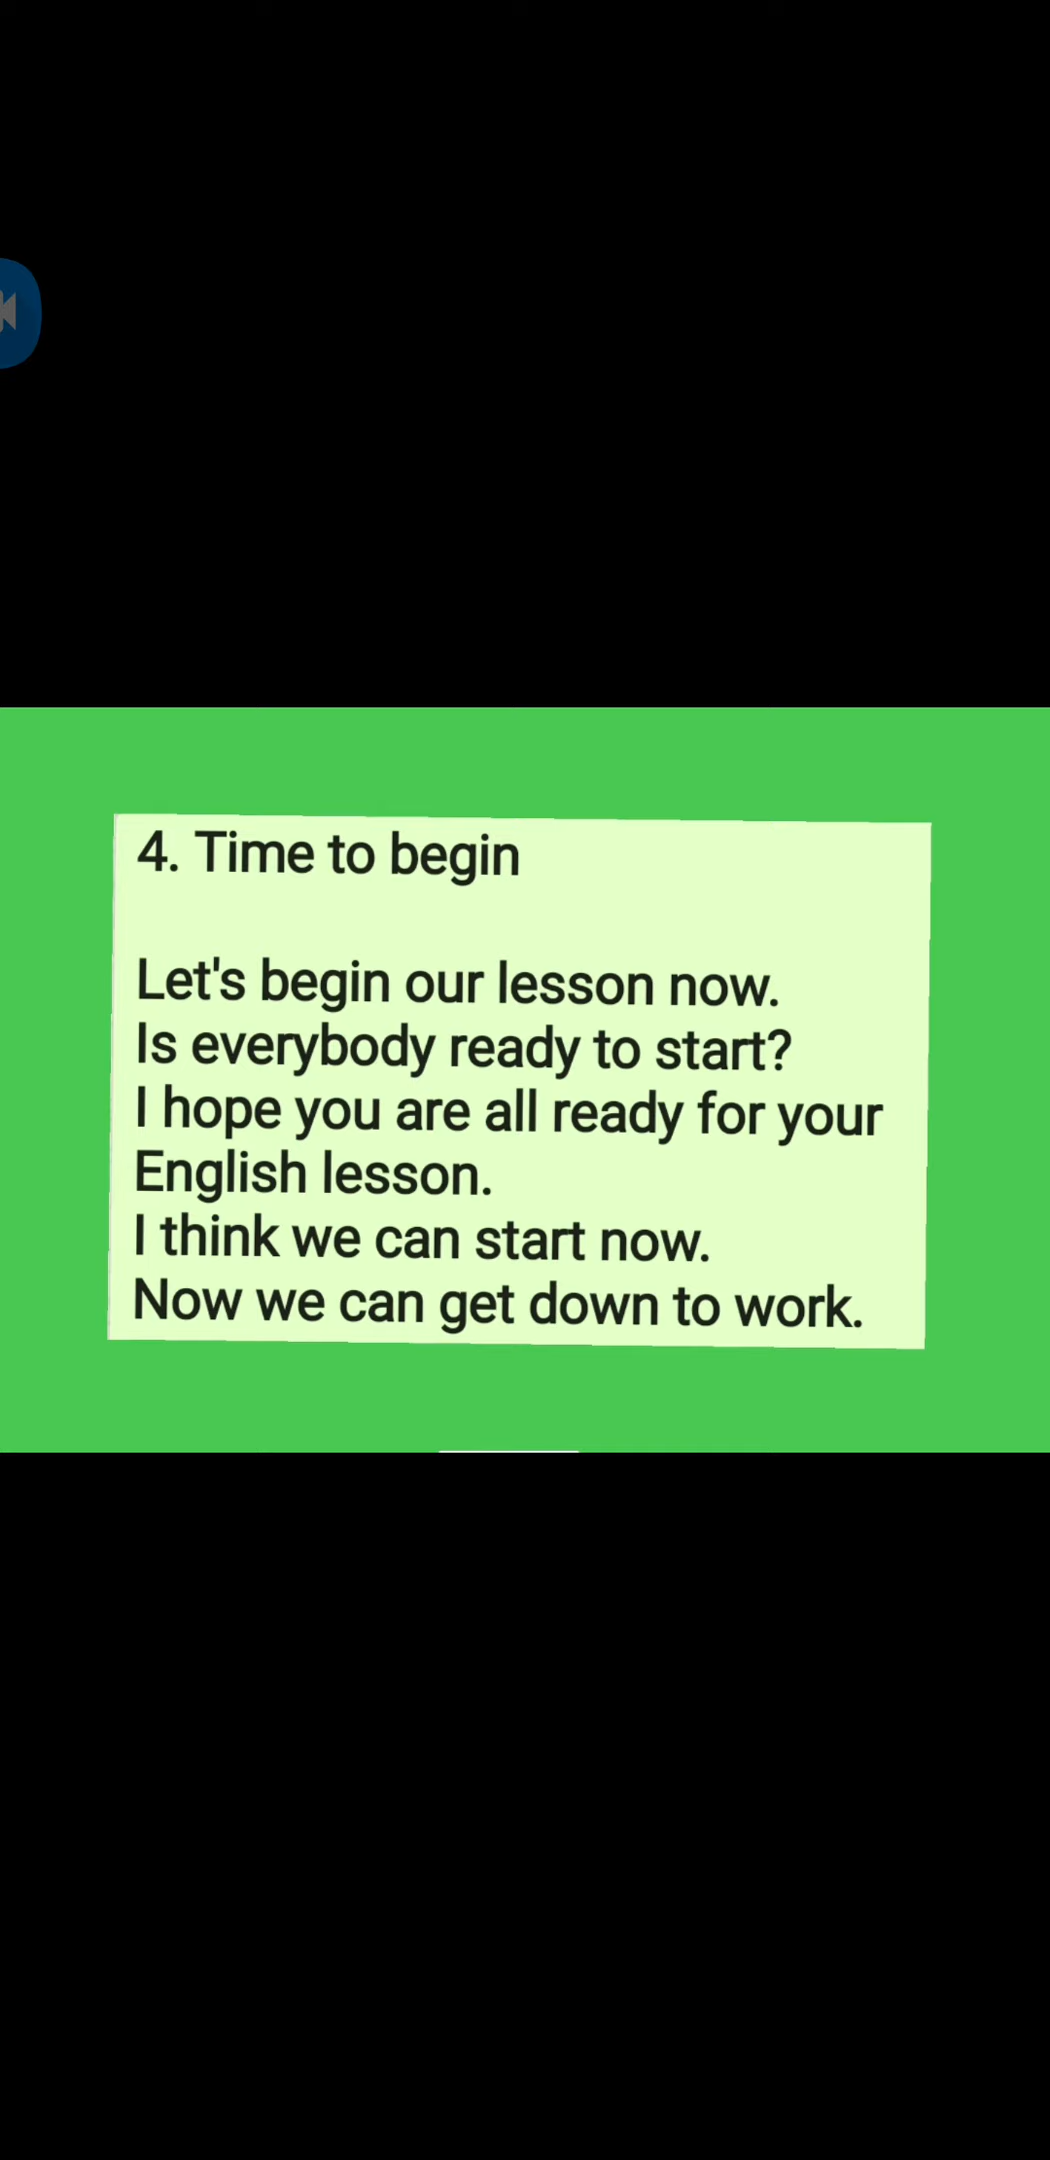 4. Time to begin
Let's begin our lesson now.
Is everybody ready to start?
I hope you are all ready for your
English lesson.
I think we can start now.
Now we can get down to work.